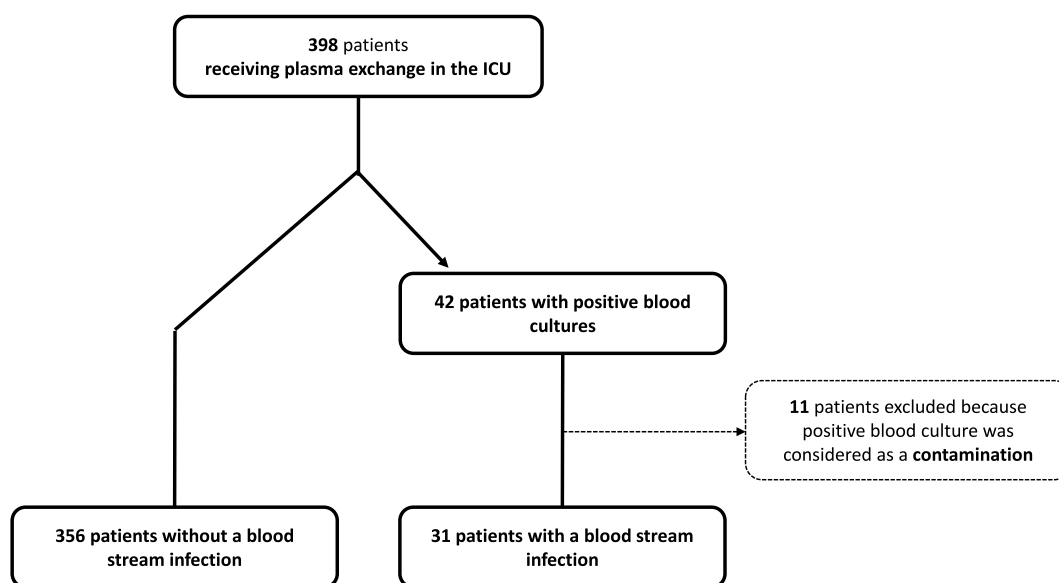 398 patients
receiving plasma exchange in the ICU
42 patients with positive blood
cultures
11 patients excluded because
positive blood culture was
considered as a contamination
356 patients without a blood
stream infection
31 patients with a blood stream
infection